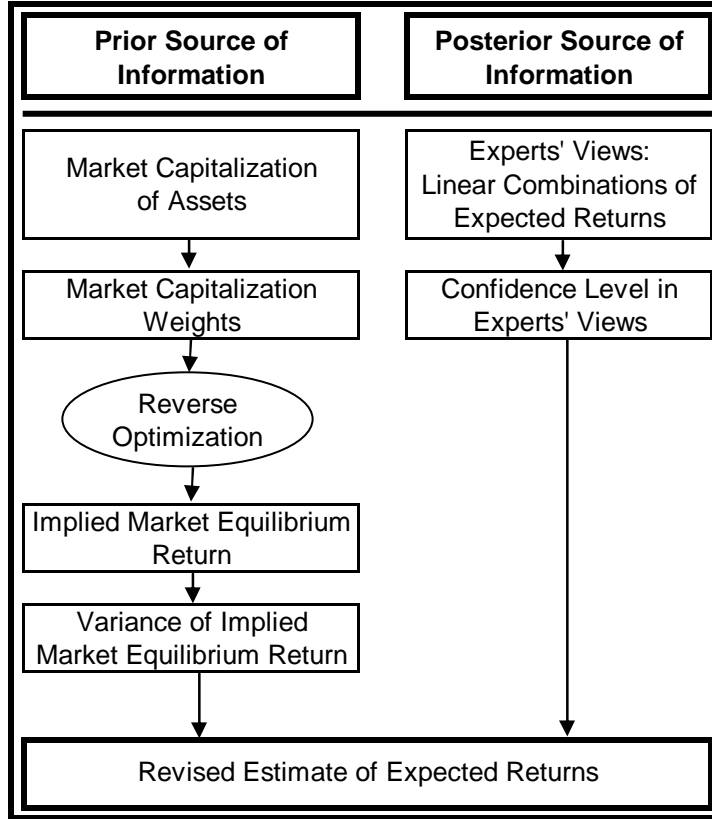 Prior Source of
Information
Posterior Source of
Information
Market Capitalization
of Assets
Market Capitalization
Weights
Reverse
Optimization
Implied Market Equilibrium
Return
Variance of Implied
Market Equilibrium Return
Experts' Views:
Linear Combinations of
Expected Returns
Confidence Level in
Experts' Views
Revised Estimate of Expected Returns